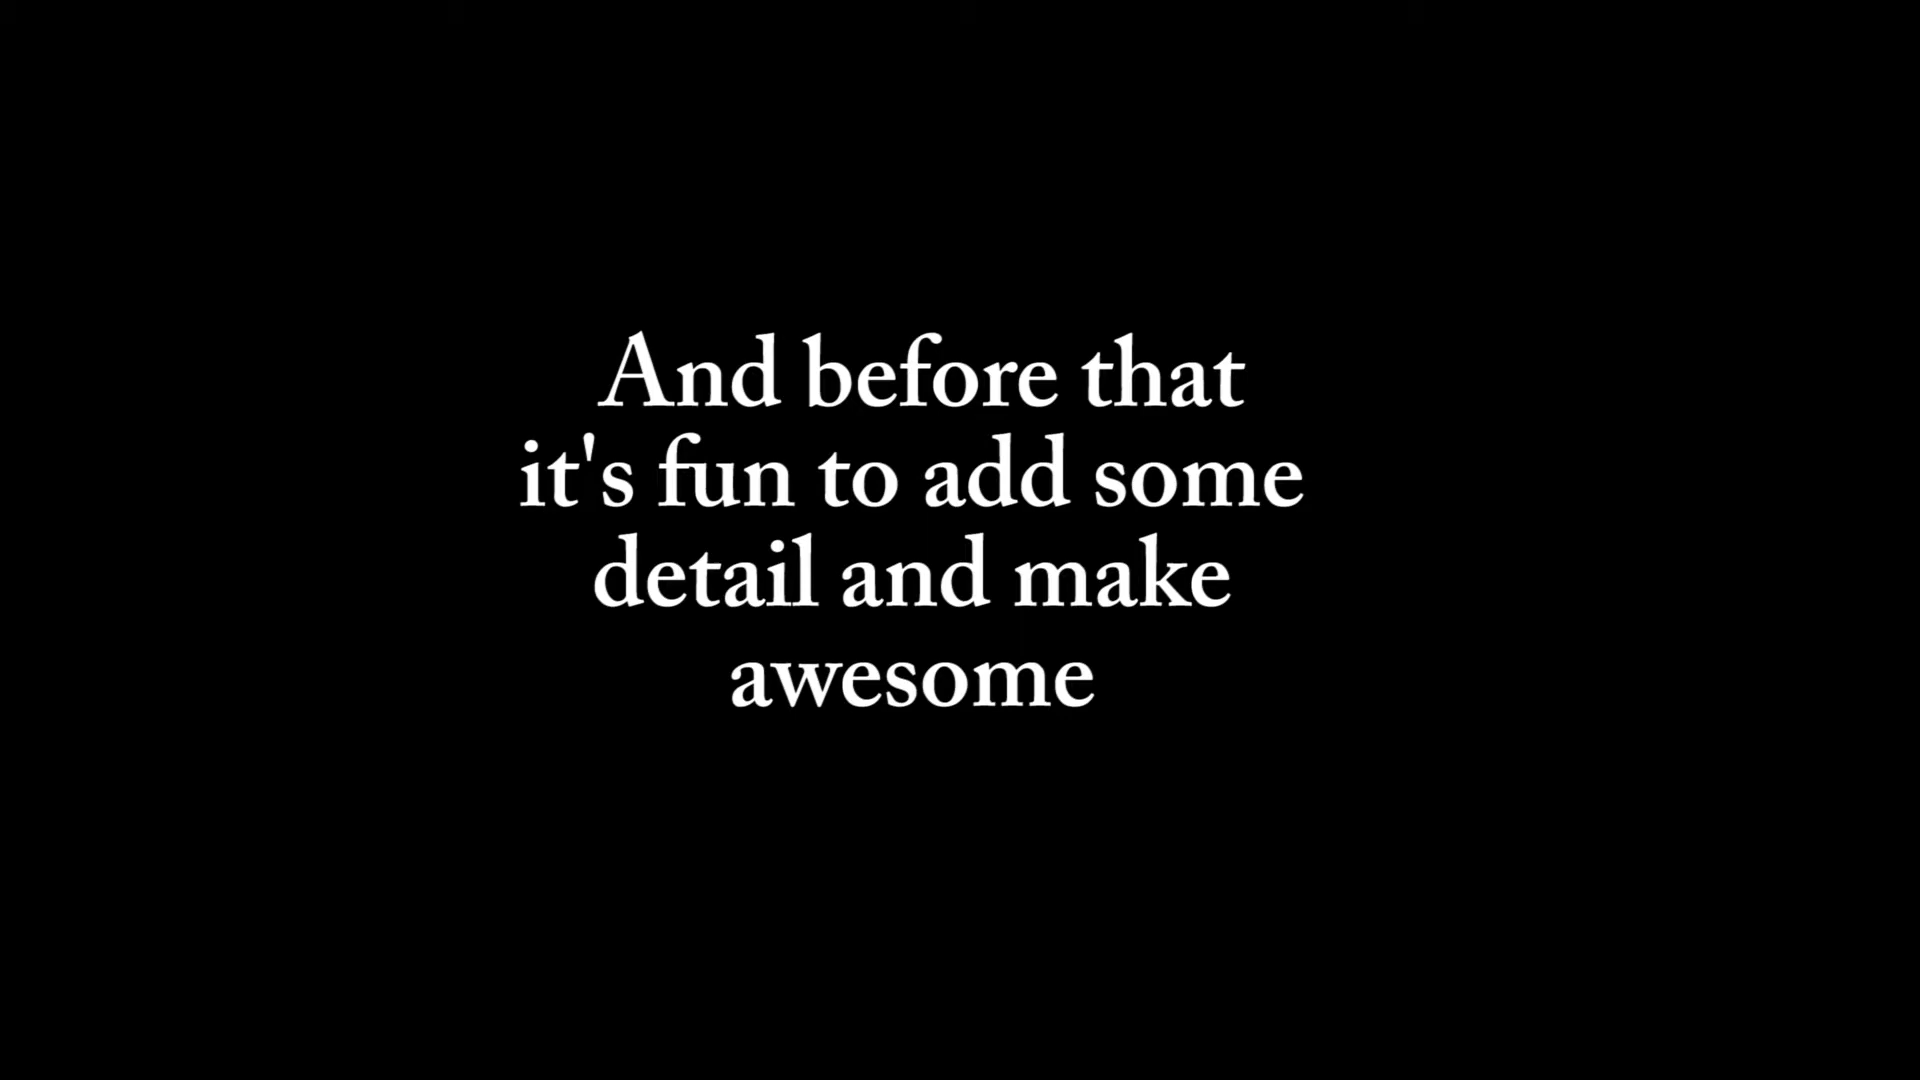 And before that
it's fun to add some
detail and make
awesome